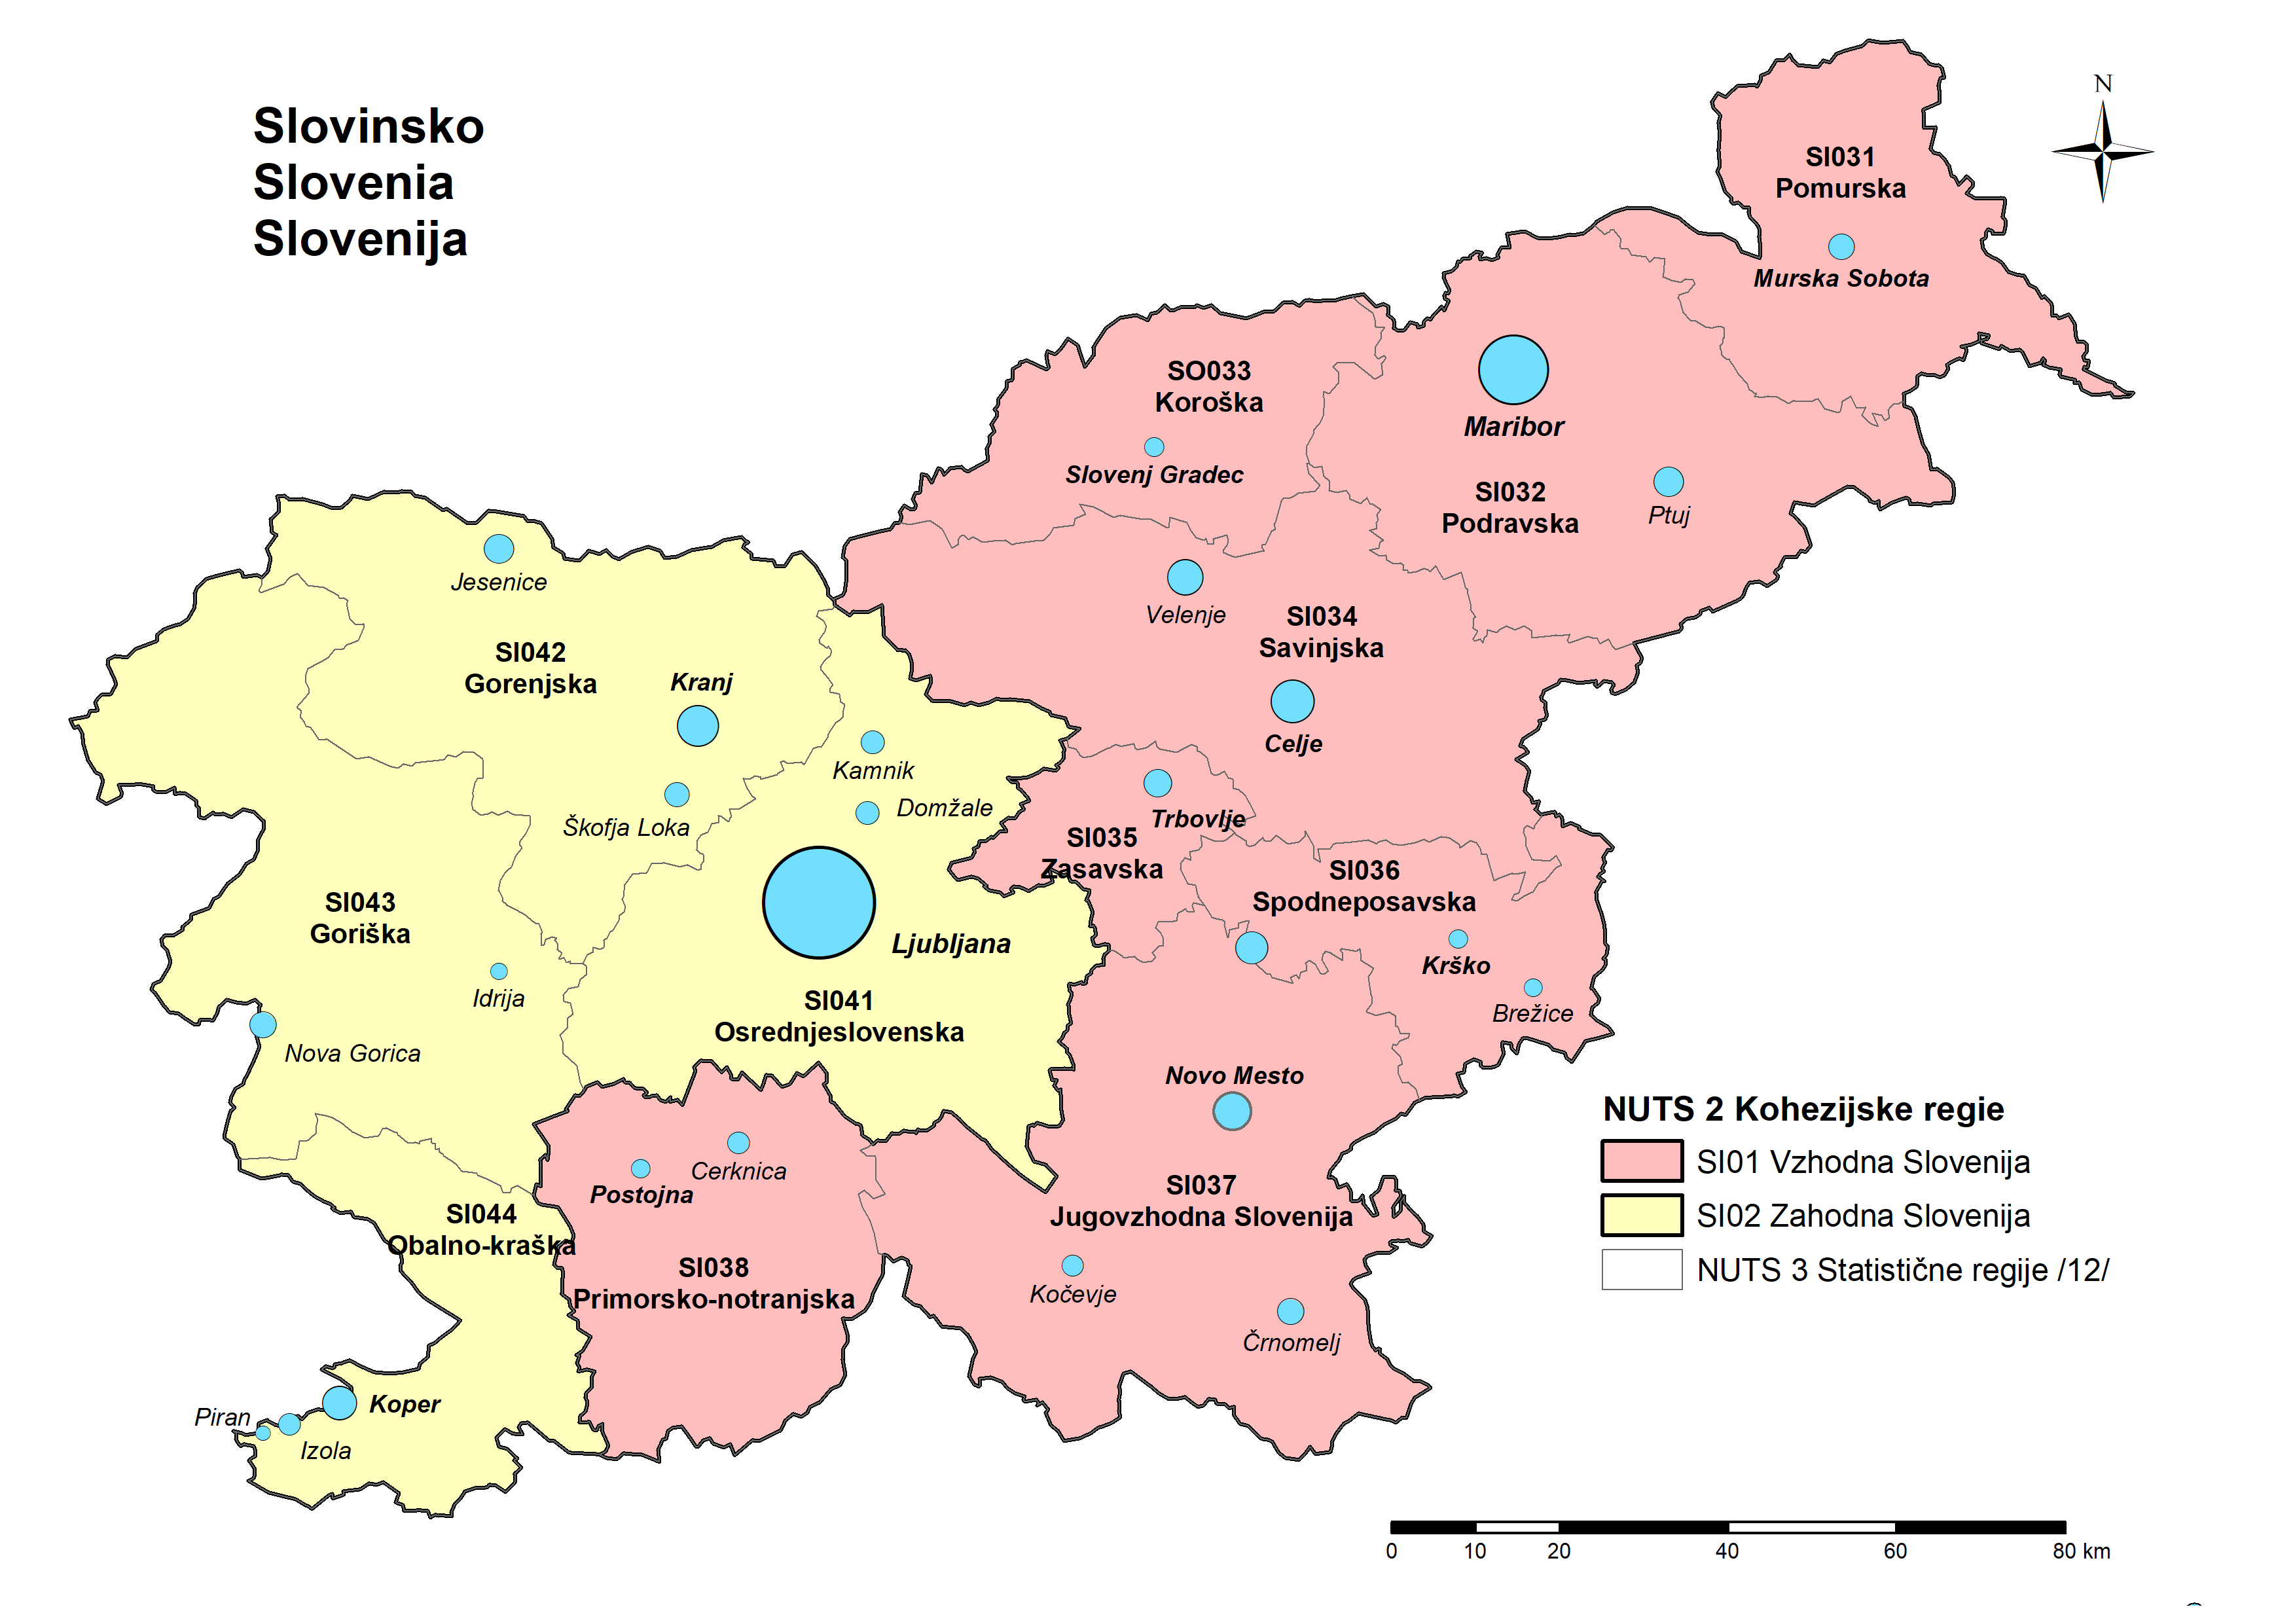 Slovinsko
Slovenia
Slovenija
N
SI031
Pomurska
Murska Sobota
SO033
Koroška
Slovenj Gradec
Maribor
SI032
Podravska
Ptuj
Jesenice
Velenje
SI034
Savinjska
Celje
SI042
Gorenjska
Kranj
Škofja Loka
Kamnik
Domžale
Trbovlje
SI035
Zasavska
SI036
Spodneposavska
Krško
Brežice
SI043
Goriška
Idrija
Nova Gorica
Ljubljana
SI041
Osrednjeslovenska
Novo Mesto
SI037
Jugovzhodna Slovenija
Kočevje
Črnomelj
Cerknica
Postojna
SI038
Primorsko-notranjska
SI044
Obalno-kraška
Koper
Piran
Izola
NUTS 2 Kohezijske regie
SI01 Vzhodna Slovenija
SI02 Zahodna Slovenija
NUTS 3 Statistične regije /12/
0 10 20 40 60 80 km